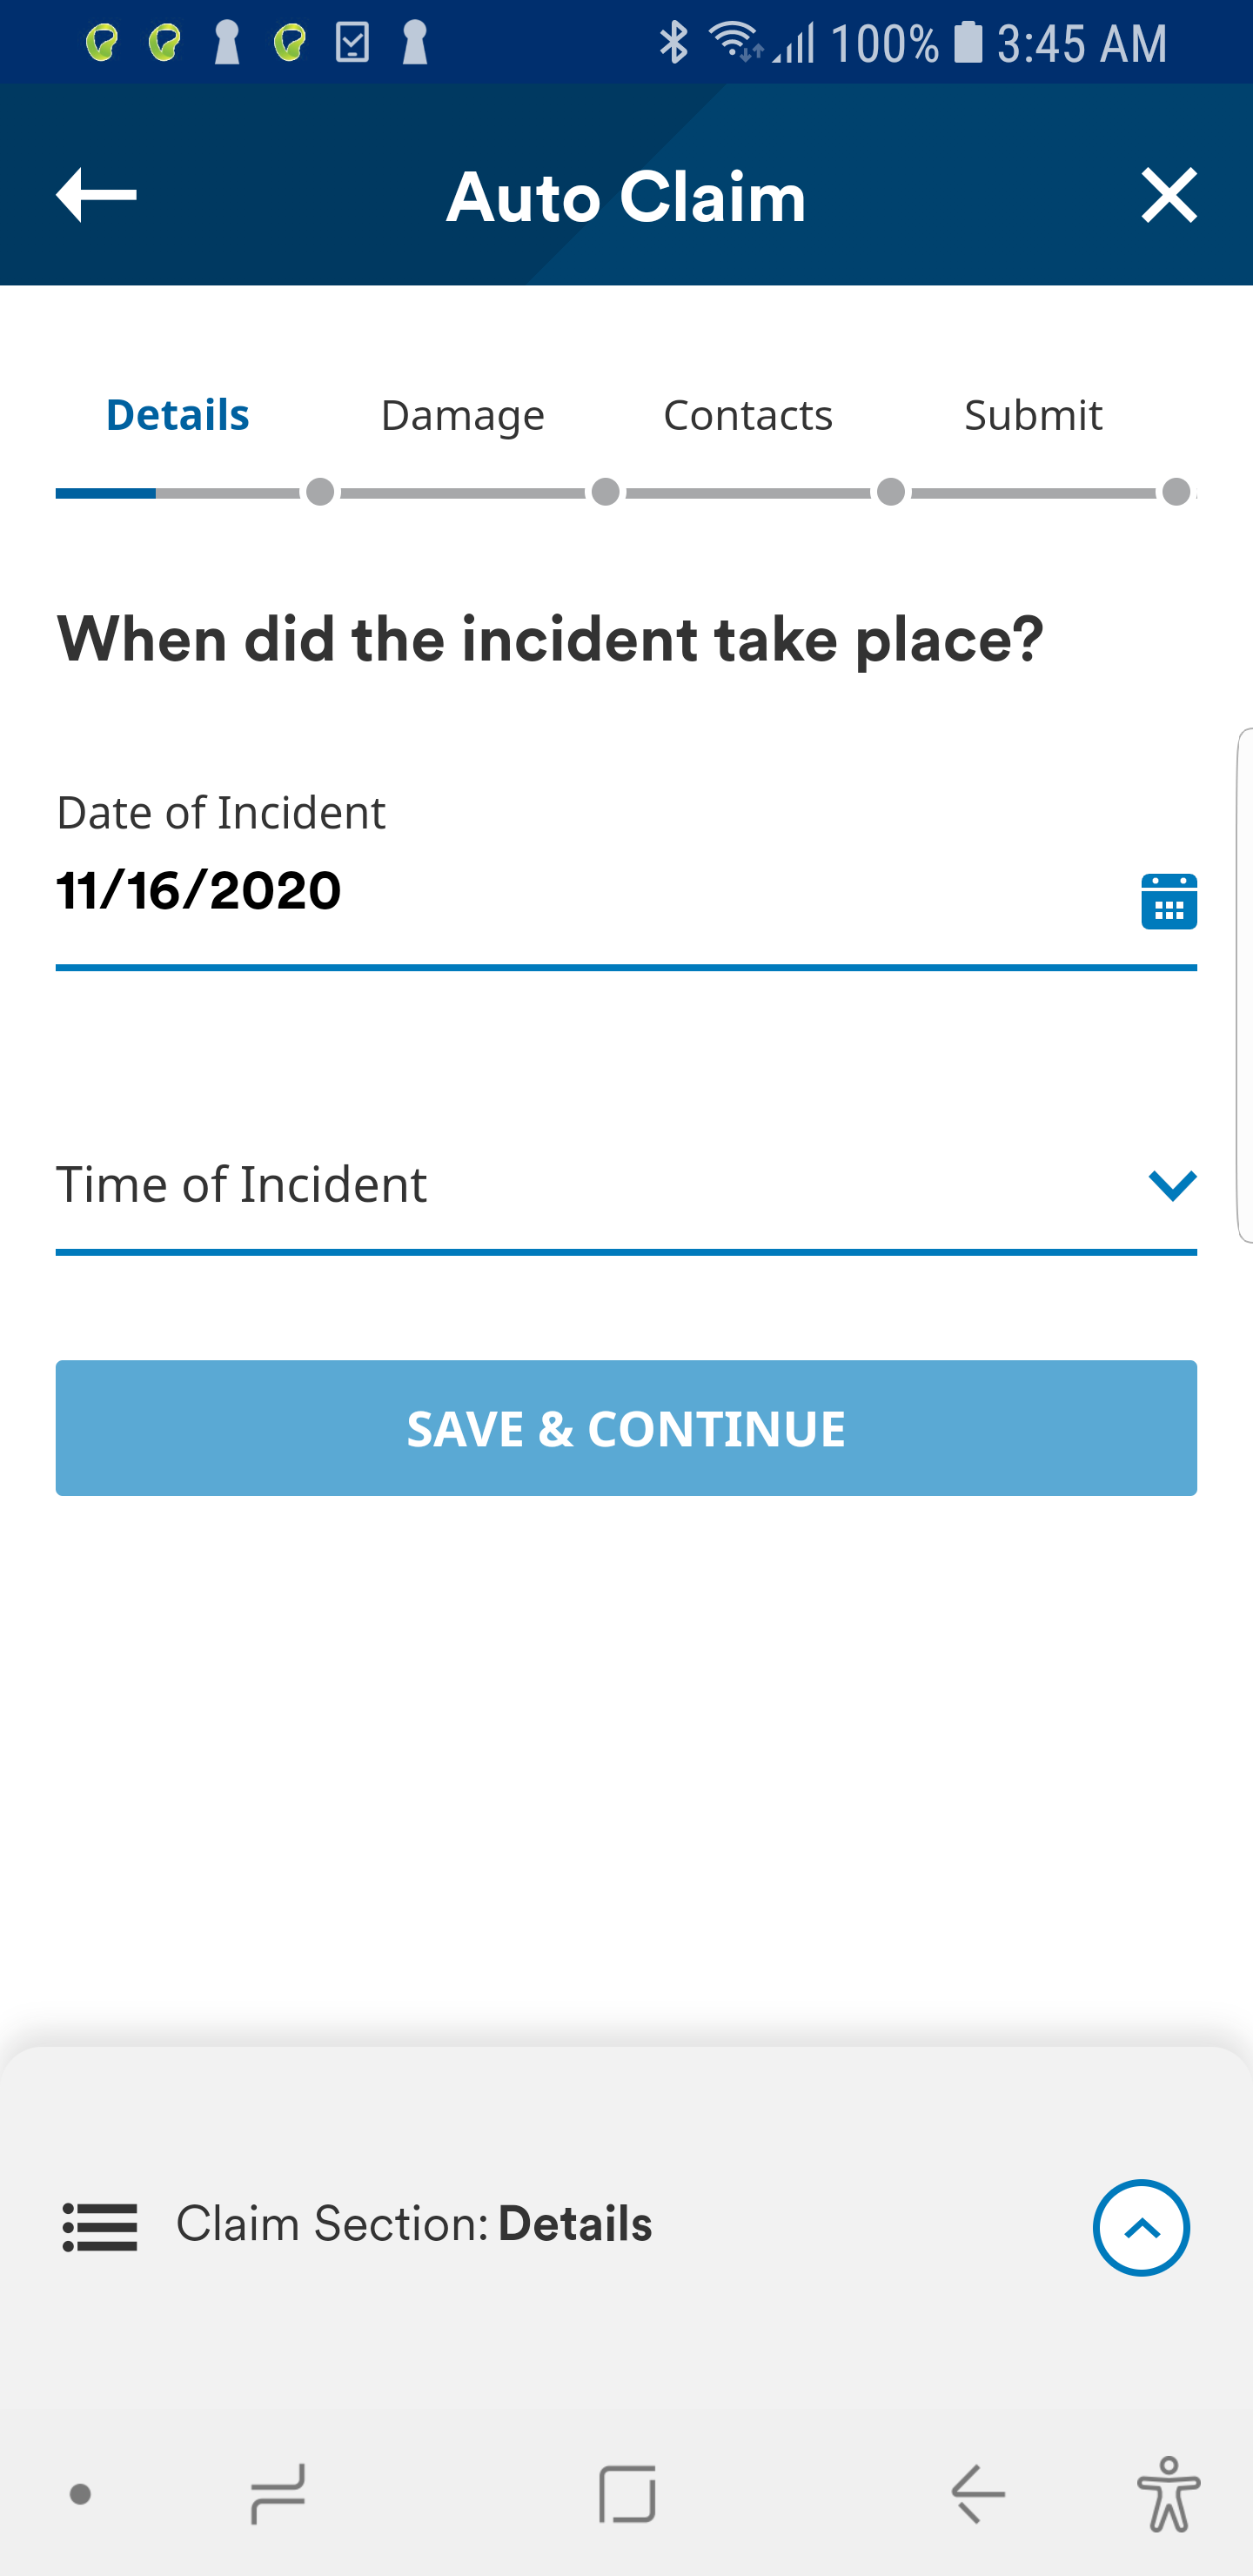 100% 3:45 AM
Auto Claim
Details Damage Contacts Submit
When did the incident take place?
Date of Incident
11/16/2020
Time of Incident
SAVE & CONTINUE
Claim Section: Details